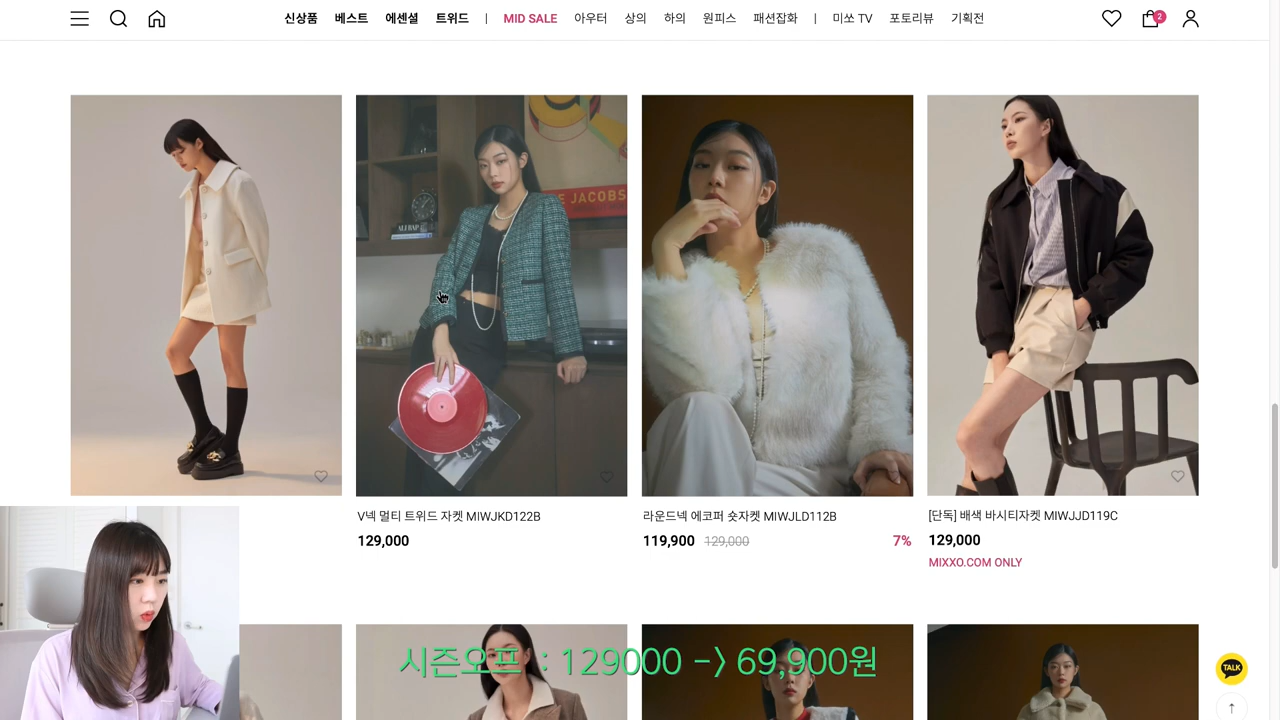 신상품 베스트 에센셜 트위드 | MID SALE 아우터 상의 하의 원피스 패션잡화 | 미쏘 TV 포토리뷰 기획전
2
E JACOBS
V넥 멀티 트위드 자켓 MIWJKD122B
129,000
라운드넥 에코퍼 숏자켓 MIWJLD112B
119,900 129,000 7%
[단독] 배색 바시티자켓 MIWJJD119C
129,000
MIXXO.COM ONLY
시즌오프 : 129000 -> 69,900원
TALK